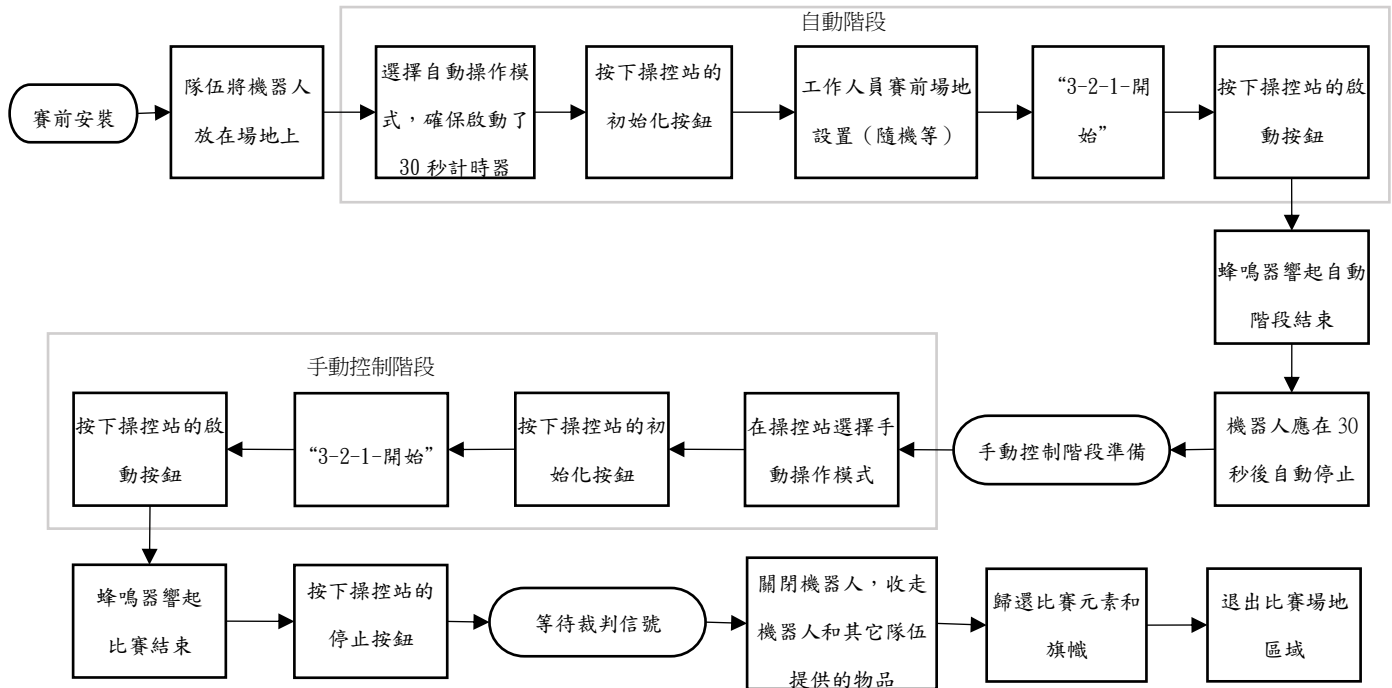 自動階段
賽前安裝
隊伍將機器人
放在場地上
選擇自動操作模
式，確保啟動了
30 秒計時器
按下操控站的
初始化按鈕
工作人員賽前場地
設置（隨機等）
“3-2-1-開
始”
按下操控站的啟
動按鈕
蜂鳴器響起自動
階段結束
機器人應在 30
秒後自動停止
手動控制階段準備
手動控制階段
在操控站選擇手
動操作模式
按下操控站的初
始化按鈕
“3-2-1-開始”
按下操控站的啟
動按鈕
蜂鳴器響起
比賽結束
按下操控站的
停止按鈕
等待裁判信號
關閉機器人，收走
機器人和其它隊伍
提供的物品
歸還比賽元素和
旗幟
退出比賽場地
區域